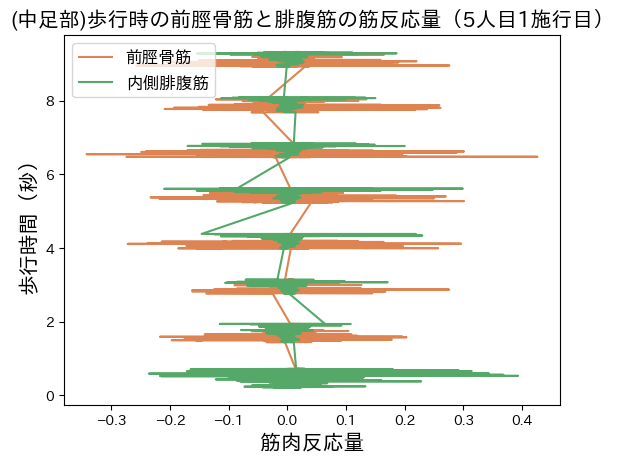 (中足部)歩行時の前脛骨筋と腓腹筋の筋反応量（5人目1施行目）
前脛骨筋
内側腓腹筋
歩行時間（秒）
8
6
4
2
0
−0.3 −0.2 −0.1 0.0 0.1 0.2 0.3 0.4
筋肉反応量